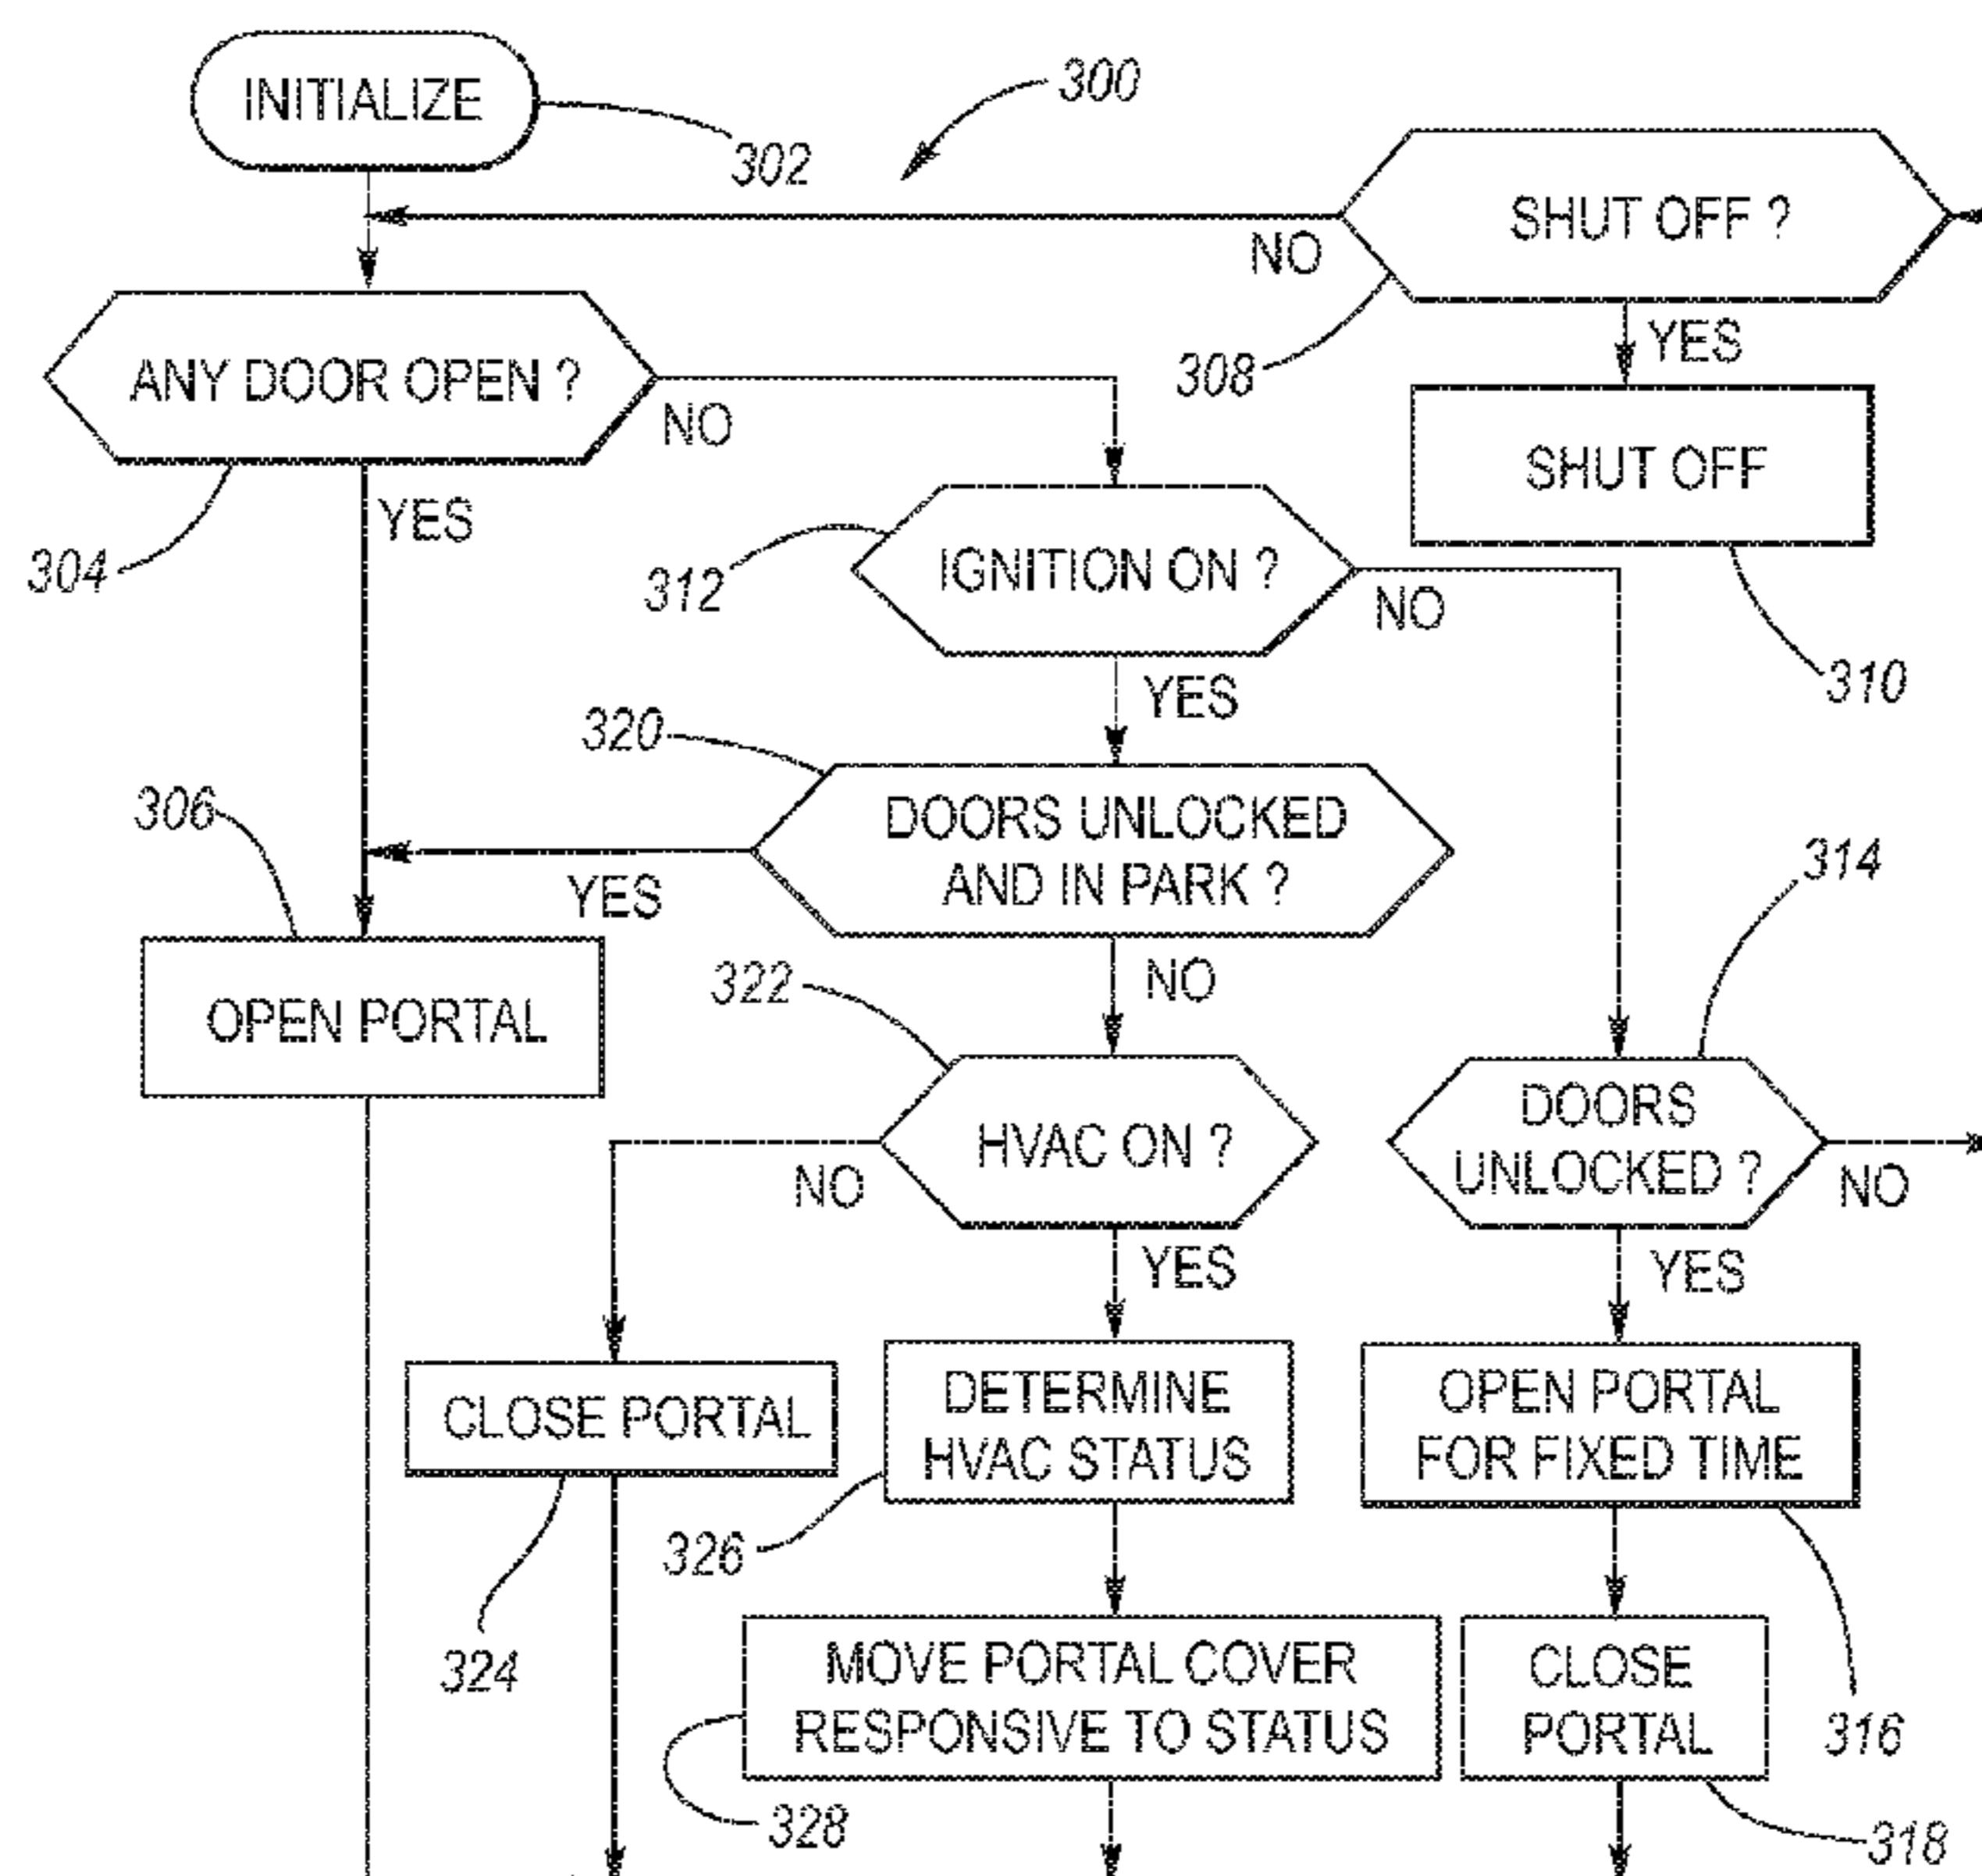 INITIALIZE
300
302
SHUT OFF ?
NO
308
YES
ANY DOOR OPEN ?
NO
SHUT OFF
YES
304
312
IGNITION ON ?
NO
310
YES
320
306
DOORS UNLOCKED
AND IN PARK ?
YES
314
NO
322
OPEN PORTAL
HVAC ON ?
NO
DOORS
UNLOCKED ?
NO
YES
YES
CLOSE PORTAL
DETERMINE
HVAC STATUS
OPEN PORTAL
FOR FIXED TIME
326
324
MOVE PORTAL COVER
RESPONSIVE TO STATUS
CLOSE
PORTAL
316
328
318